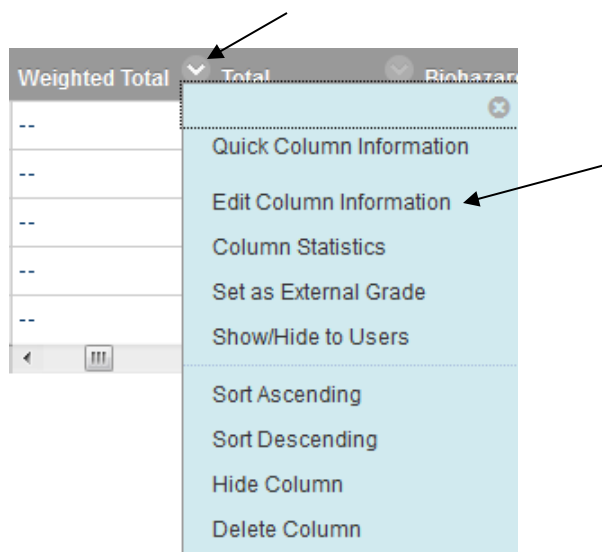 Weighted Total Total Biohazard
--
--
--
--
--
Quick Column Information
Edit Column Information
Column Statistics
Set as External Grade
Show/Hide to Users
Sort Ascending
Sort Descending
Hide Column
Delete Column